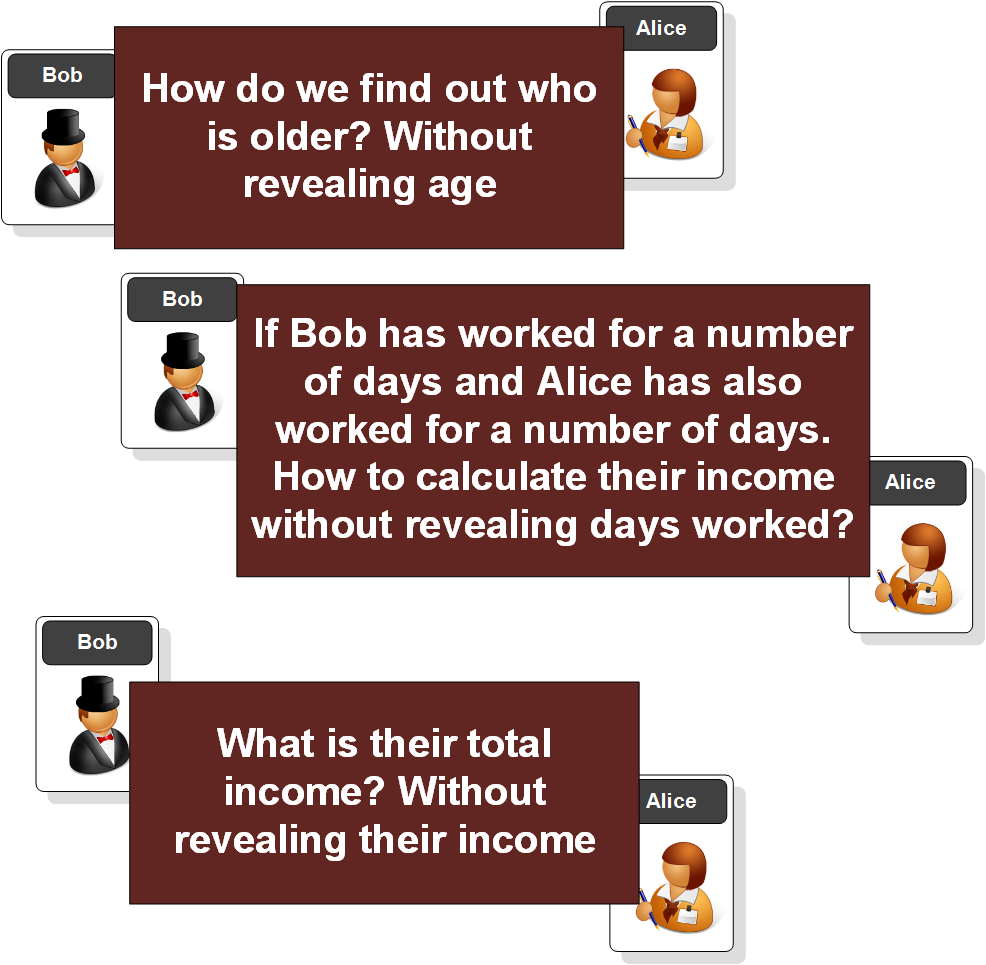 Alice
Bob
How do we find out who
is older? Without
revealing age
Bob
If Bob has worked for a number
of days and Alice has also
worked for a number of days.
How to calculate their income
without revealing days worked?
Alice
Bob
What is their total
income? Without
revealing their income
Alice